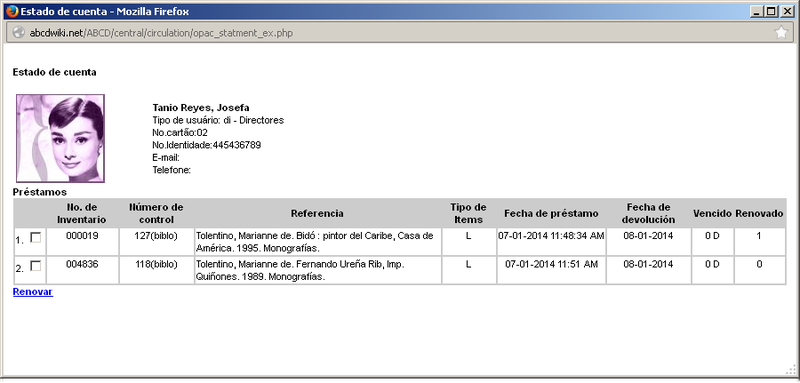 Estado de cuenta - Mozilla Firefox
abcdwiki.net/ABCD/central/circulation/opac_statment_ex.php
Estado de cuenta
Tanio Reyes, Josefa
Tipo de usuário: di - Directores
No.cartão:02
No.Identidade:445436789
E-mail:
Telefone:
Préstamos
No. de Inventario Número de control Referencia Tipo de Items Fecha de préstamo Fecha de devolución Vencido Renovado
1. 000019 127(biblo) Tolentino, Marianne de. Bidó : pintor del Caribe, Casa de L 07-01-2014 11:48:34 AM 08-01-2014 0 D 1
América. 1995. Monografías.
2. 004836 118(biblo) Tolentino, Marianne de. Fernando Ureña Rib, Imp. L 07-01-2014 11:51 AM 08-01-2014 0 D 0
Quiñones. 1989. Monografías.
Renovar